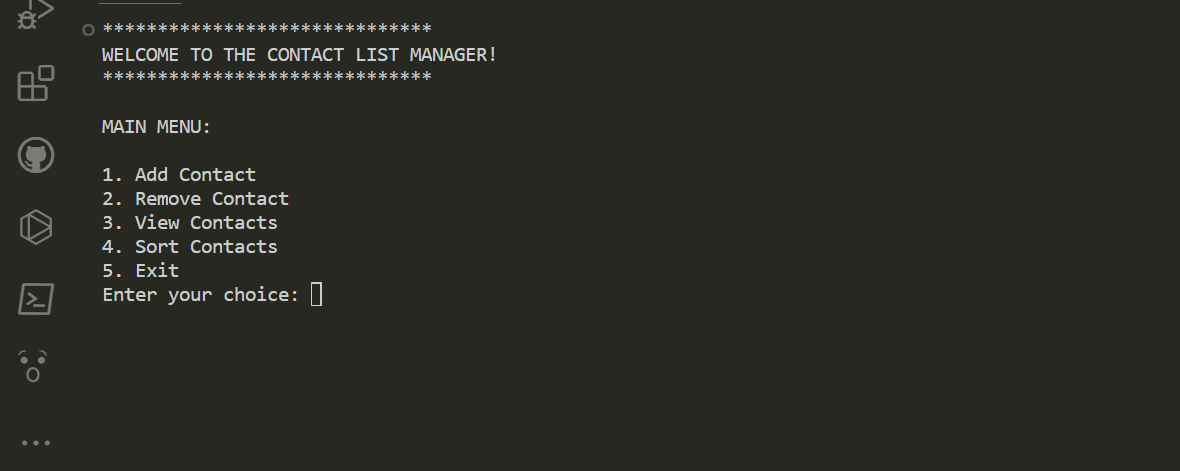 ******************************
WELCOME TO THE CONTACT LIST MANAGER!
******************************
MAIN MENU:
1. Add Contact
2. Remove Contact
3. View Contacts
4. Sort Contacts
5. Exit
Enter your choice: